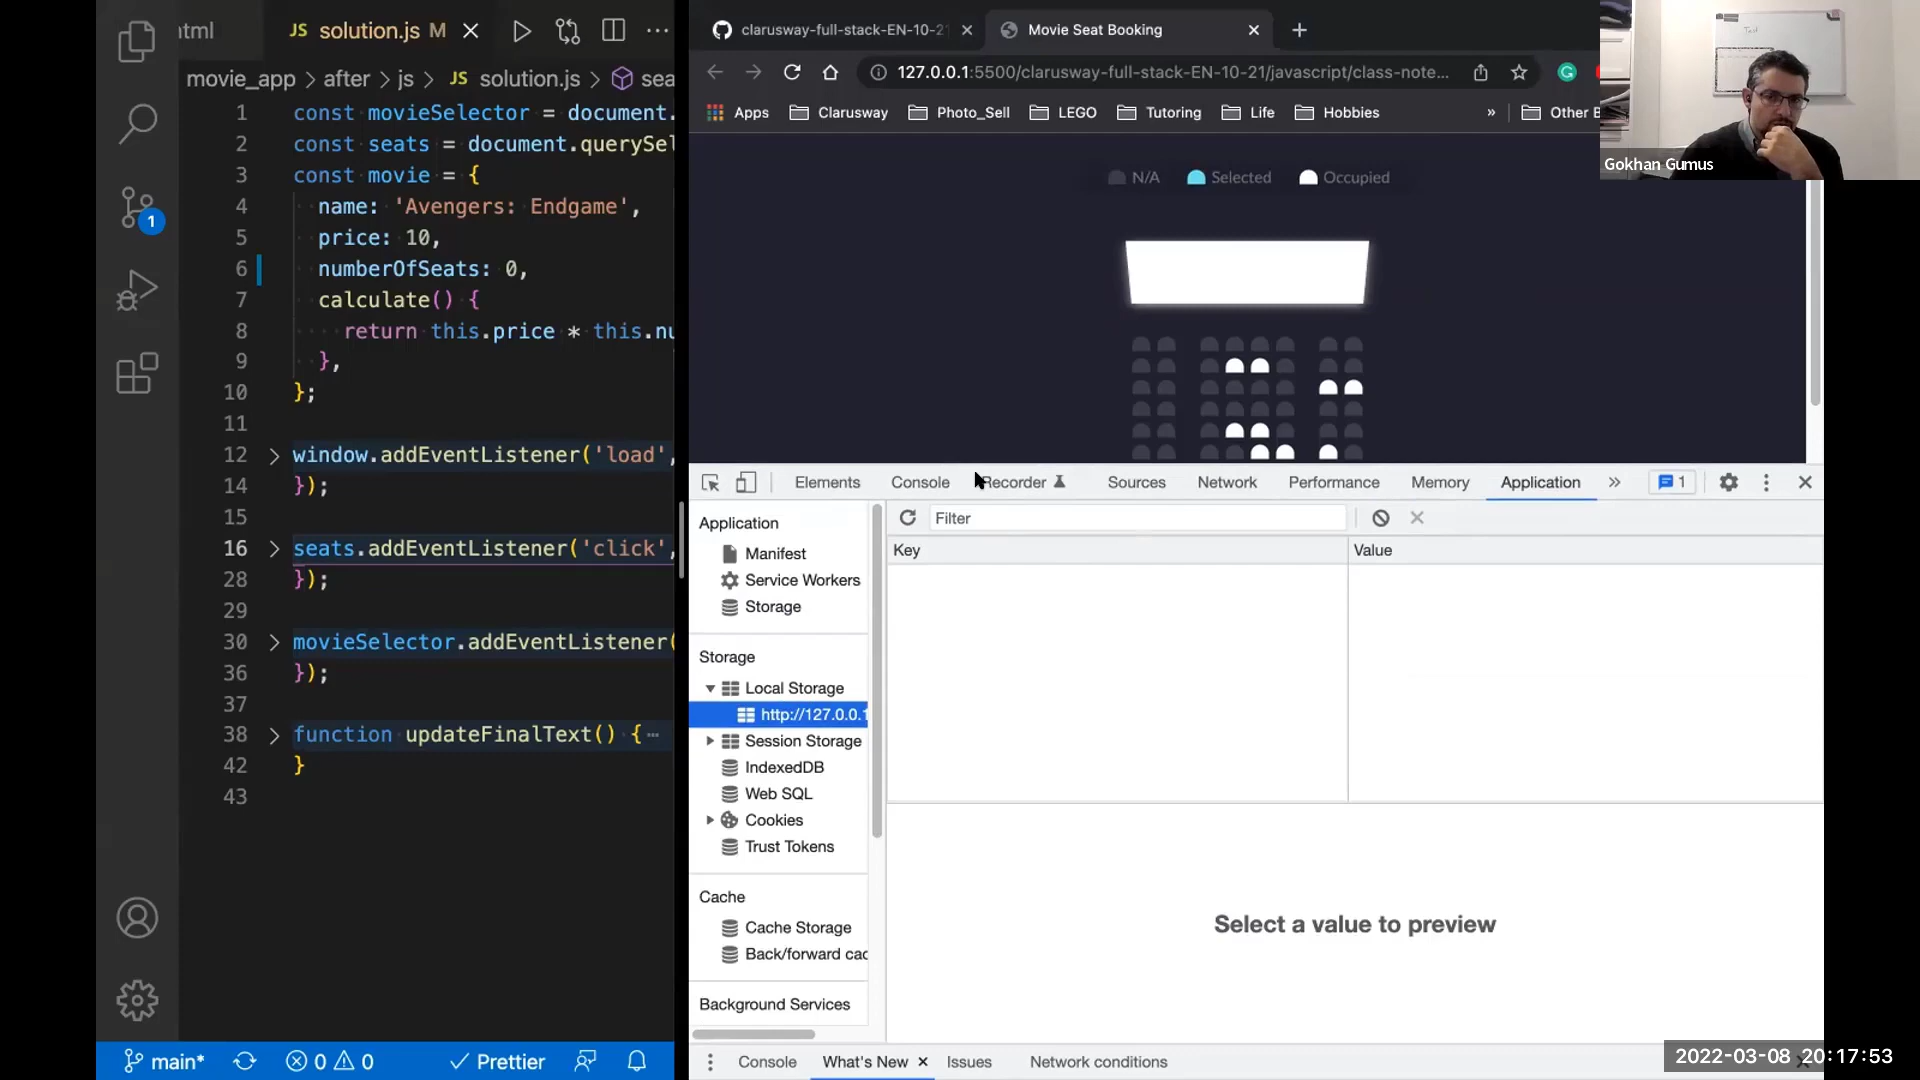 html
JS solution.js M
movie_app > after > js > JS solution.js > sea
1 const movieSelector = document.
2 const seats = document.querySel
3 const movie = {
4 name: 'Avengers: Endgame',
5 price: 10,
6 numberOfSeats: 0,
7 calculate() {
8 return this.price * this.nu
9 },
10 };
11
12 window.addEventListener('load',
14 });
15
16 seats.addEventListener('click',
28 });
29
30 movieSelector.addEventListener(
36 });
37
38 function updateFinalText() {
42 }
43
1
main*
0
0
Prettier
clarusway-full-stack-EN-10-21
Movie Seat Booking
127.0.0.1:5500/clarusway-full-stack-EN-10-21/javascript/class-note...
Apps
Clarusway
Photo_Sell
LEGO
Tutoring
Life
Hobbies
»
Other B
N/A
Selected
Occupied
Elements
Console
Recorder
Sources
Network
Performance
Memory
Application
»
1
Application
Manifest
Service Workers
Storage
Storage
Local Storage
http://127.0.0.1
Session Storage
IndexedDB
Web SQL
Cookies
Trust Tokens
Cache
Cache Storage
Back/forward cac
Background Services
Filter
Key
Value
Select a value to preview
Console
What's New
Issues
Network conditions
Gokhan Gumus
2022-03-08 20:17:53